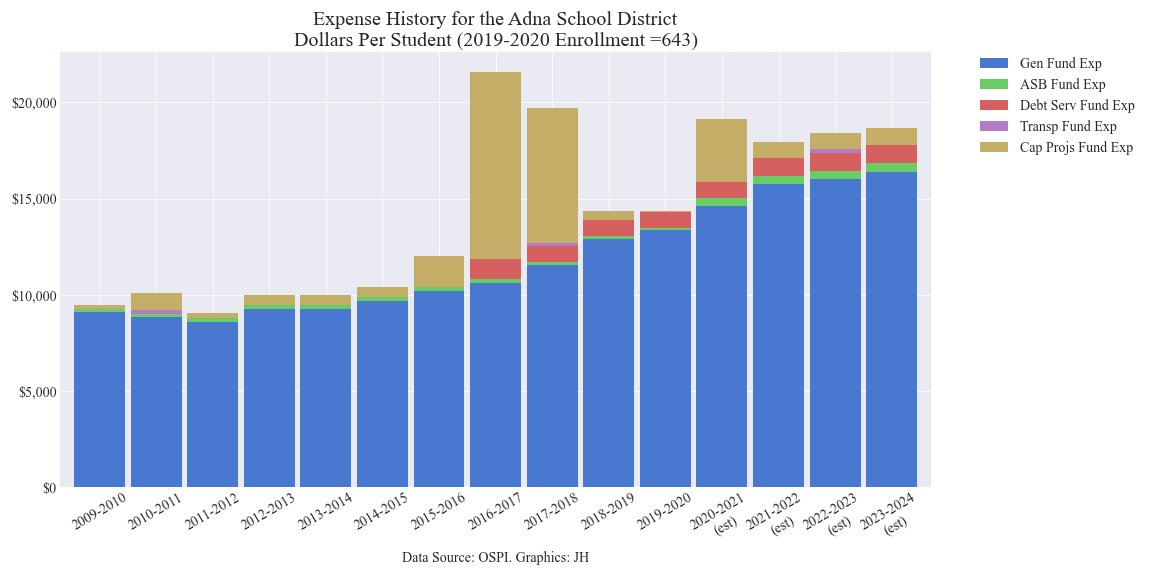 Expense History for the Adna School District
Dollars Per Student (2019-2020 Enrollment =643)
Gen Fund Exp
ASB Fund Exp
Debt Serv Fund Exp
Transp Fund Exp
Cap Projs Fund Exp
$20,000
$15,000
$10,000
$5,000
$0
2009-2010
2010-2011
2011-2012
2012-2013
2013-2014
2014-2015
2015-2016
2016-2017
2017-2018
2018-2019
2019-2020
2020-2021
(est)
2021-2022
(est)
2022-2023
(est)
2023-2024
(est)
Data Source: OSPI. Graphics: JH